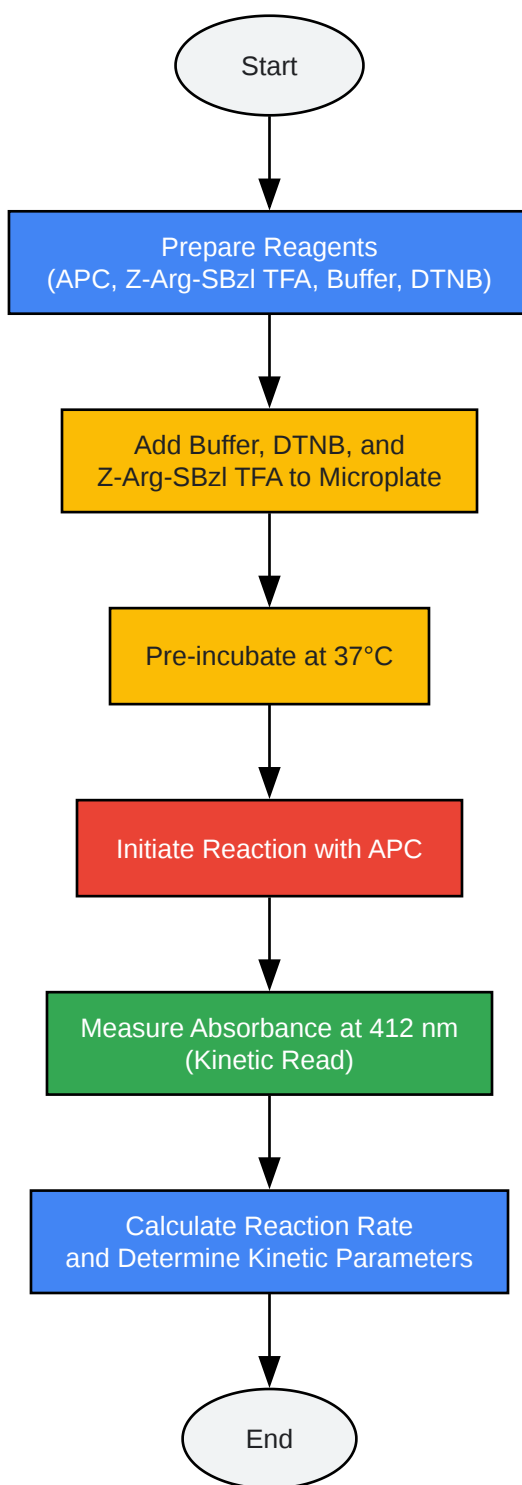 Start
Prepare Reagents
(APC, Z-Arg-SBzl TFA, Buffer, DTNB)
Add Buffer, DTNB, and
Z-Arg-SBzl TFA to Microplate
Pre-incubate at 37°C
Initiate Reaction with APC
Measure Absorbance at 412 nm
(Kinetic Read)
Calculate Reaction Rate
and Determine Kinetic Parameters
End